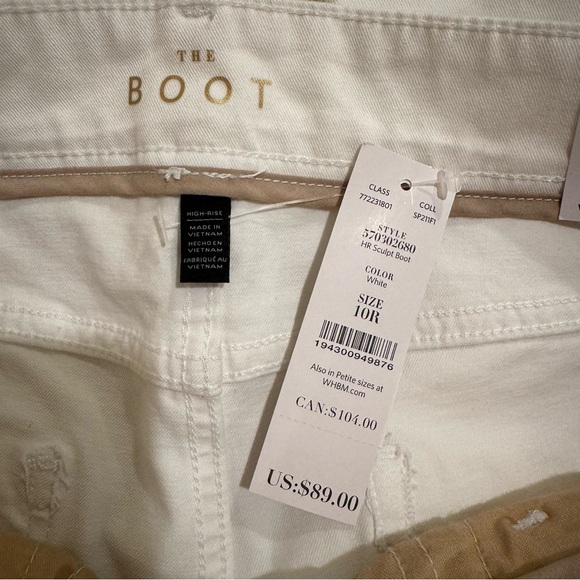 THE
BOOT
HIGH-RISE
MADE IN
VIETNAM
HECHO EN
VIETNAM
FABRIQUÉ AU
VIETNAM
CLASS
772231801
COLL
SP211F1
STYLE
570302680
HR Sculpt Boot
COLOR
White
SIZE
10R
194300949876
Also in Petite sizes at
WHBM.com
CAN:$104.00
US:$89.00